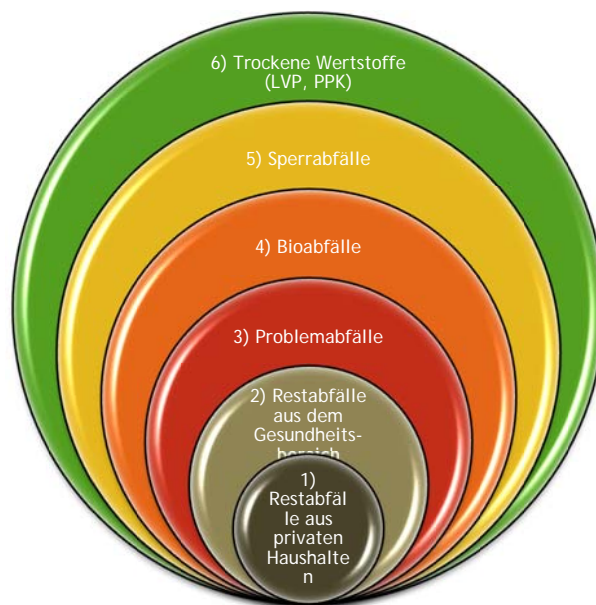 6) Trockene Wertstoffe
(LVP, PPK)
5) Sperrabfälle
4) Bioabfälle
3) Problemabfälle
2) Restabfälle
aus dem
Gesundheits-
bereich
1)
Restabfäl
le aus
privaten
Haushalte
n